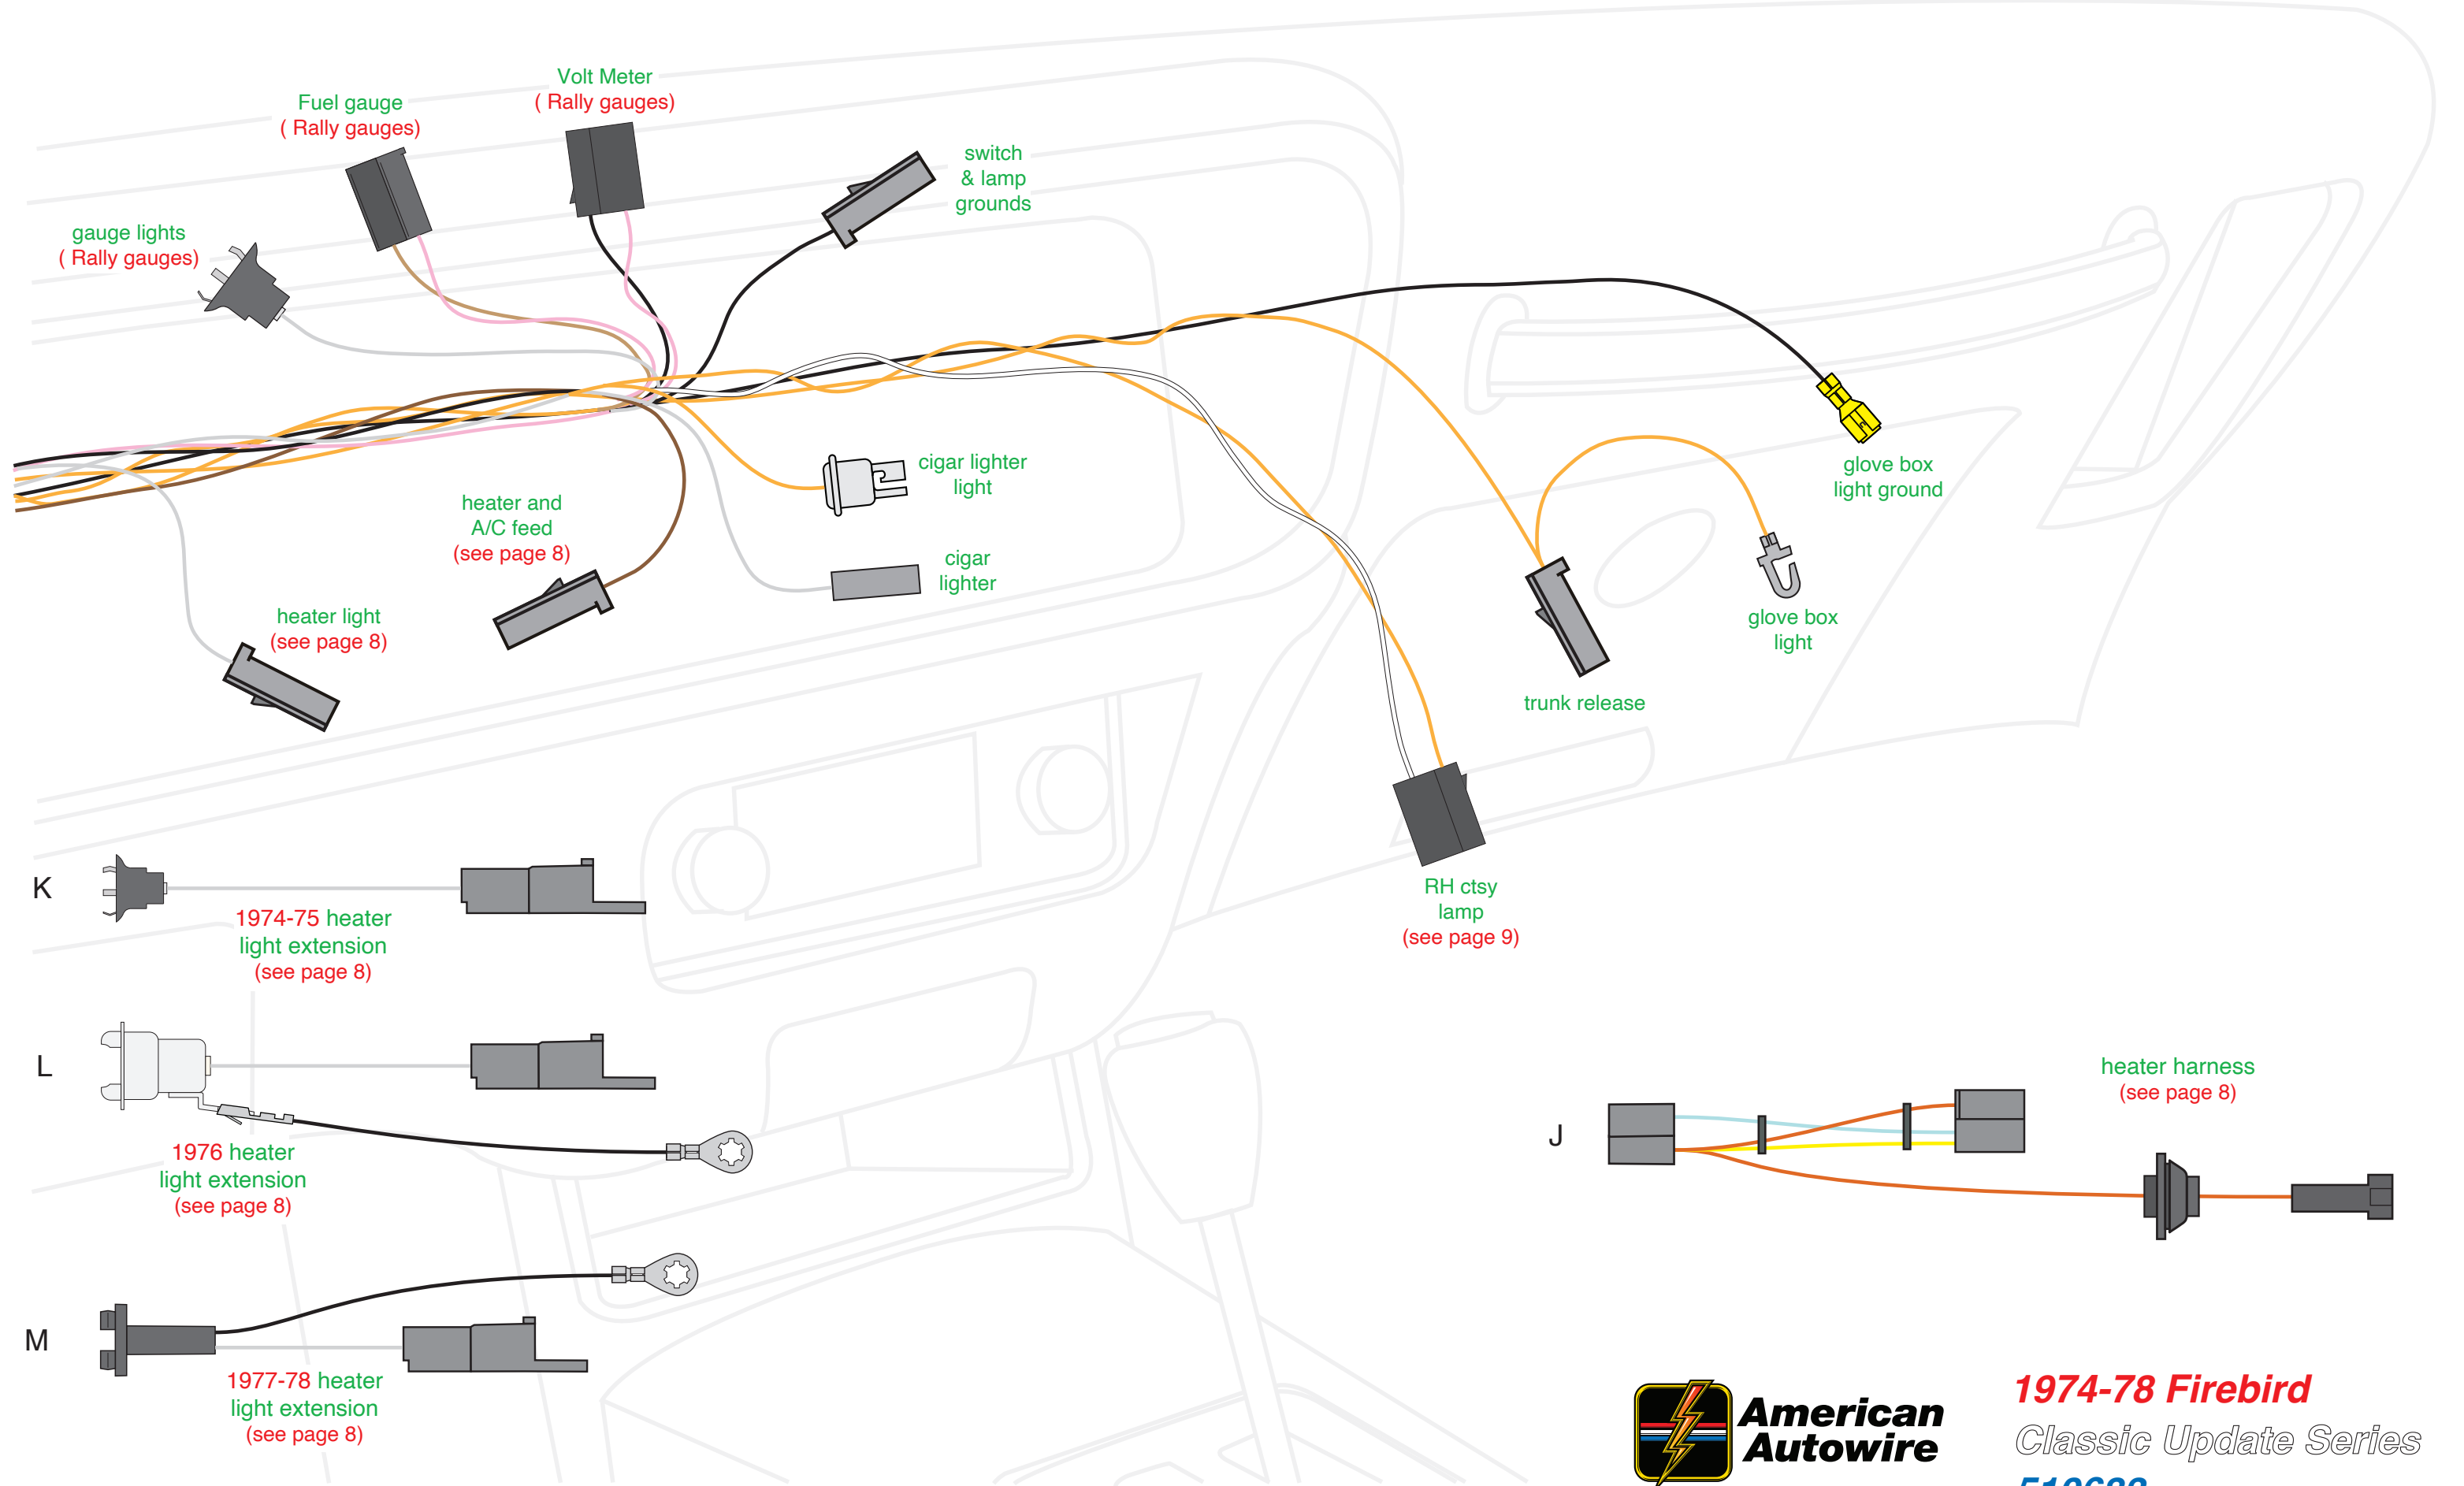 Volt Meter
( Rally gauges)
Fuel gauge
( Rally gauges)
switch
& lamp
grounds
gauge lights
( Rally gauges)
cigar lighter
light
glove box
light ground
heater and
A/C feed
(see page 8)
cigar
lighter
heater light
(see page 8)
glove box
light
trunk release
RH ctsy
lamp
(see page 9)
K
1974-75 heater
light extension
(see page 8)
L
1976 heater
light extension
(see page 8)
heater harness
(see page 8)
J
M
1977-78 heater
light extension
(see page 8)
American
Autowire
1974-78 Firebird
Classic Update Series